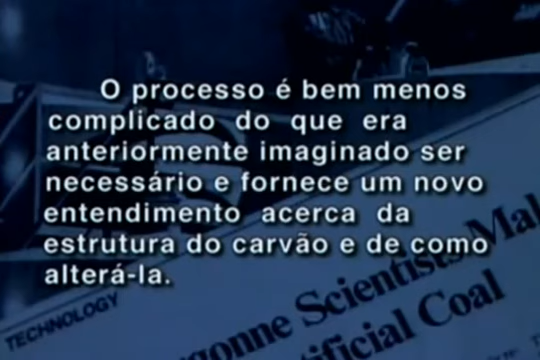 O processo é bem menos
complicado do que era
anteriormente imaginado ser
necessário e fornece um novo
entendimento acerca da
estrutura do carvão e de como
alterá-la.
TECHNOLOGY
Scientists
Coal